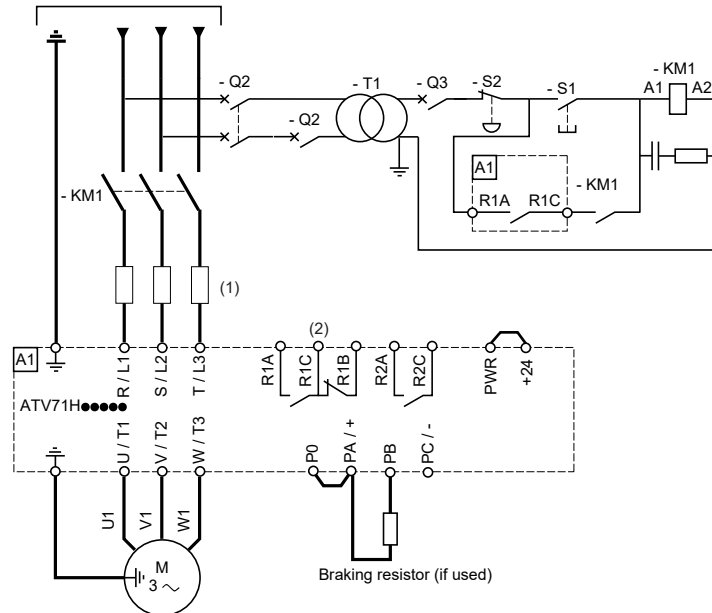 - Q2
- T1
- Q3
- S2
- S1
- KM1
A1
A2
- Q2
A1
R1A
R1C
- KM1
- KM1
(1)
(2)
A1
R / L1
S / L2
T / L3
R1A
R1C
R1B
R2A
R2C
PWR
+24
ATV71H●●●●●
U / T1
V / T2
W / T3
P0
PA / +
PB
PC / -
U1
V1
W1
M
3 ~
Braking resistor (if used)